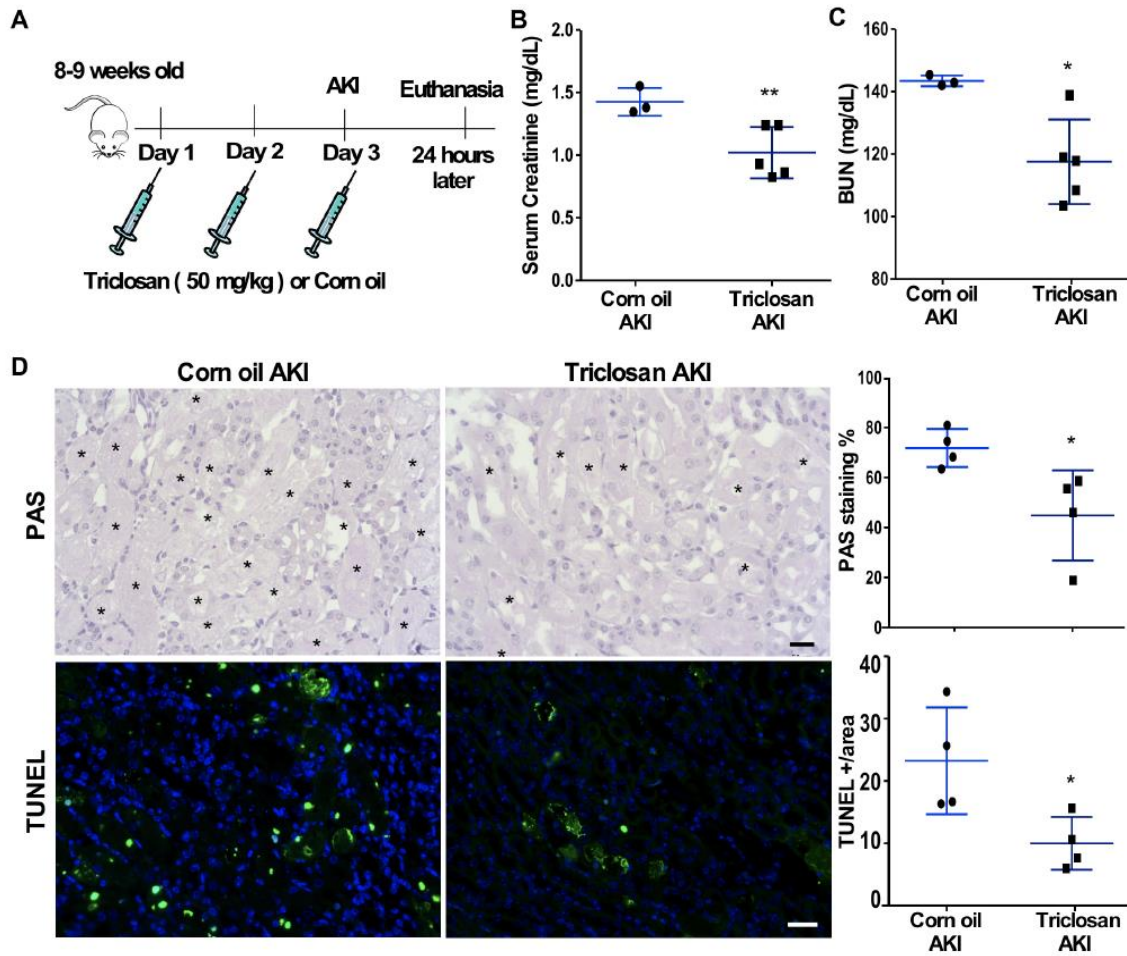 A
8-9 weeks old
AKI
Euthanasia
Day 1
Day 2
Day 3
24 hours
later
Triclosan ( 50 mg/kg ) or Corn oil
B
Serum Creatinine (mg/dL)
2.0
1.5
1.0
0.5
0.0
**
Corn oil
AKI
Triclosan
AKI
C
BUN (mg/dL)
160
140
120
100
80
*
Corn oil
AKI
Triclosan
AKI
D
Corn oil AKI
Triclosan AKI
PAS
TUNEL
PAS staining %
100
80
60
40
20
0
*
TUNEL +/area
40
30
20
10
0
*
Corn oil
AKI
Triclosan
AKI